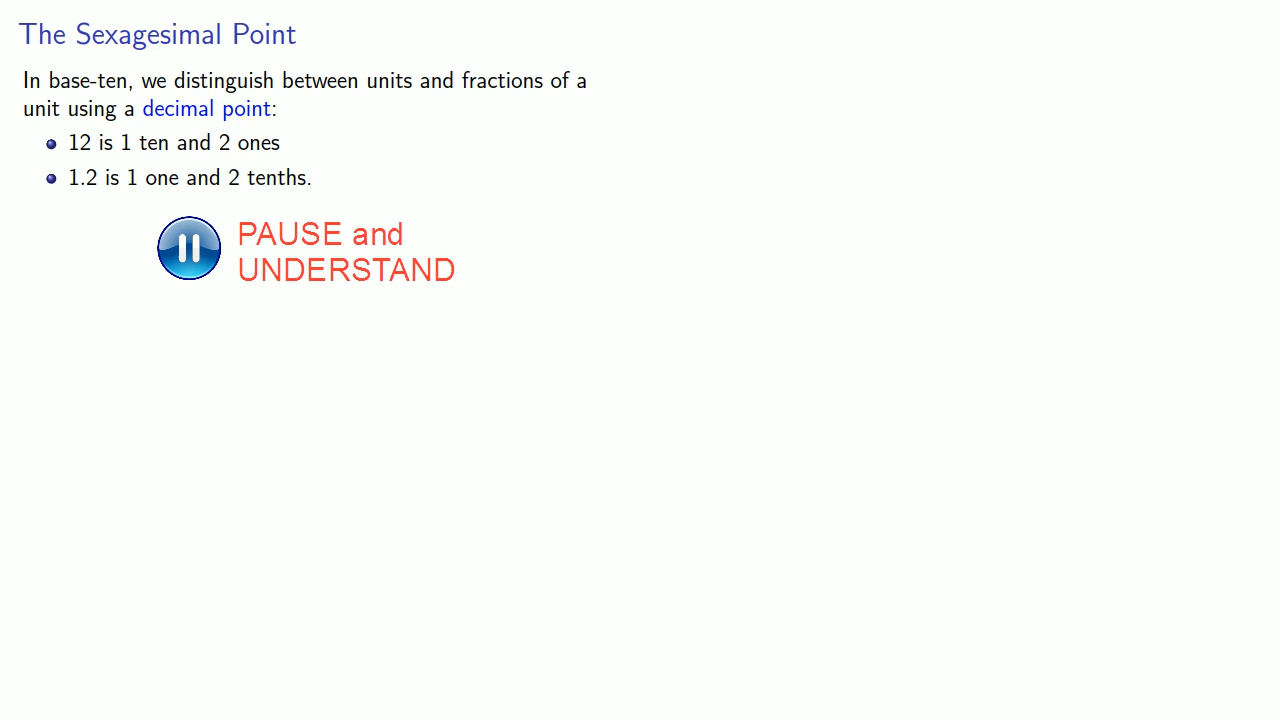 The Sexagesimal Point
In base-ten, we distinguish between units and fractions of a
unit using a decimal point:
12 is 1 ten and 2 ones
1.2 is 1 one and 2 tenths.
PAUSE and
UNDERSTAND